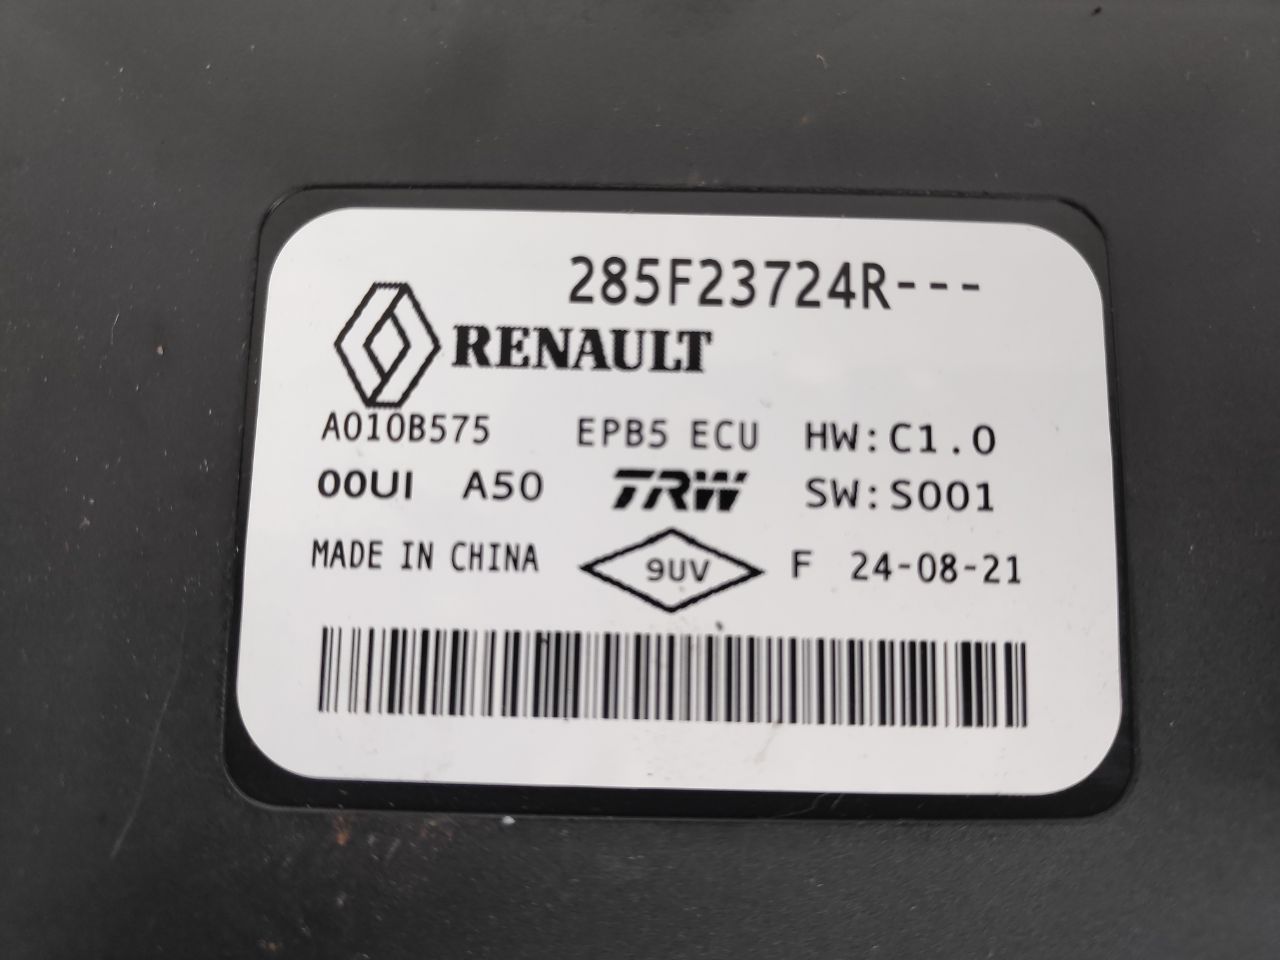 285F23724R---
RENAULT
A010B575 EPB5 ECU HW:C1.0
00UI A50 TRW SW:S001
MADE IN CHINA 9UV F 24-08-21